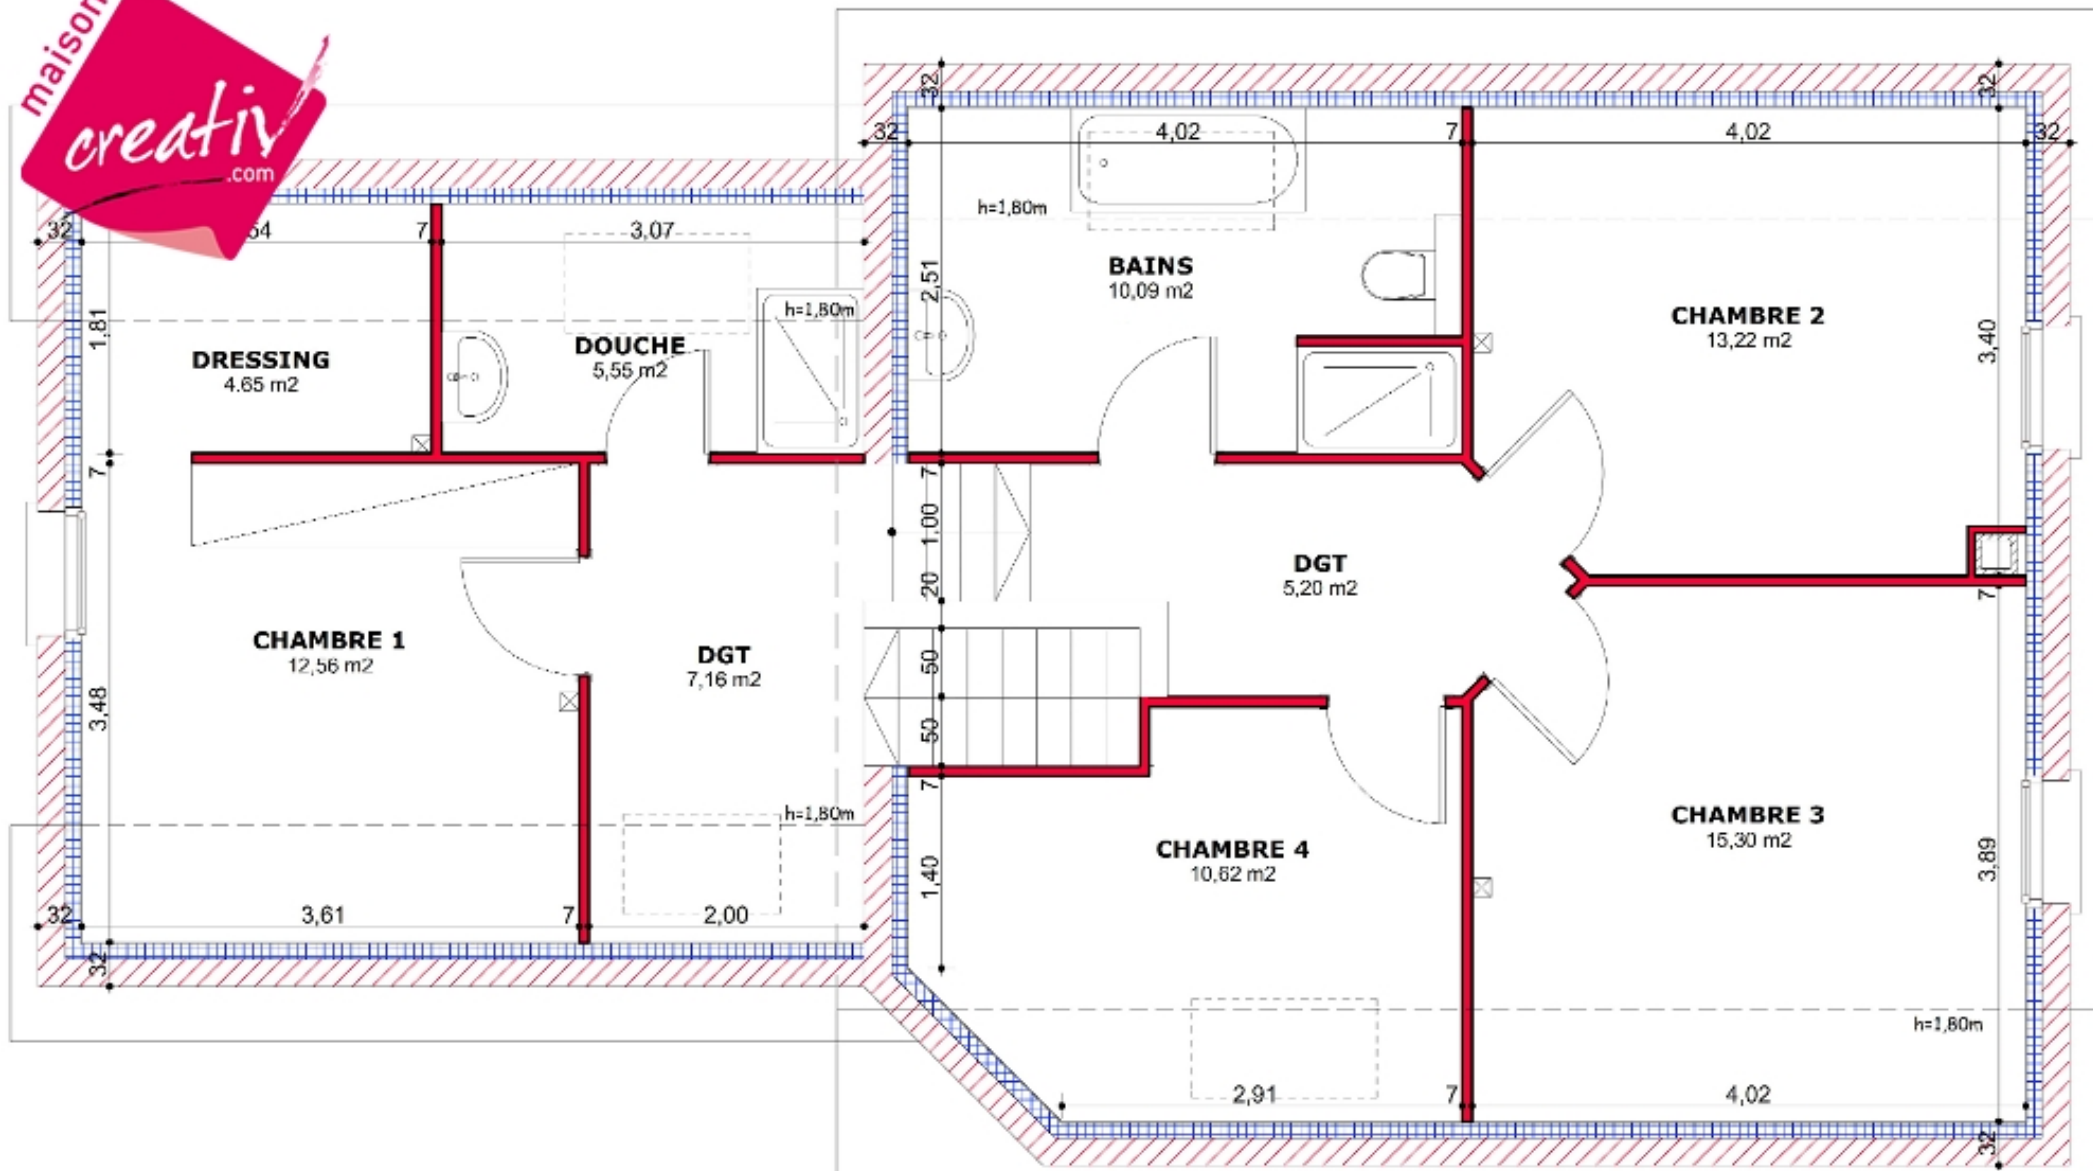 maison
creativ
.com
32
32
32
4,02
7
4,02
32
h=1,80m
32
7
3,07
2,51
BAINS
10,09 m2
h=1,80m
CHAMBRE 2
13,22 m2
3,40
1,81
DRESSING
4.65 m2
DOUCHE
5,55 m2
7
7
1,00
20
DGT
5,20 m2
7
CHAMBRE 1
12,56 m2
DGT
7,16 m2
50
3,48
50
7
h=1,80m
CHAMBRE 3
15,30 m2
CHAMBRE 4
10,62 m2
1,40
3,89
32
3,61
7
2,00
32
h=1,80m
2,91
7
4,02
32